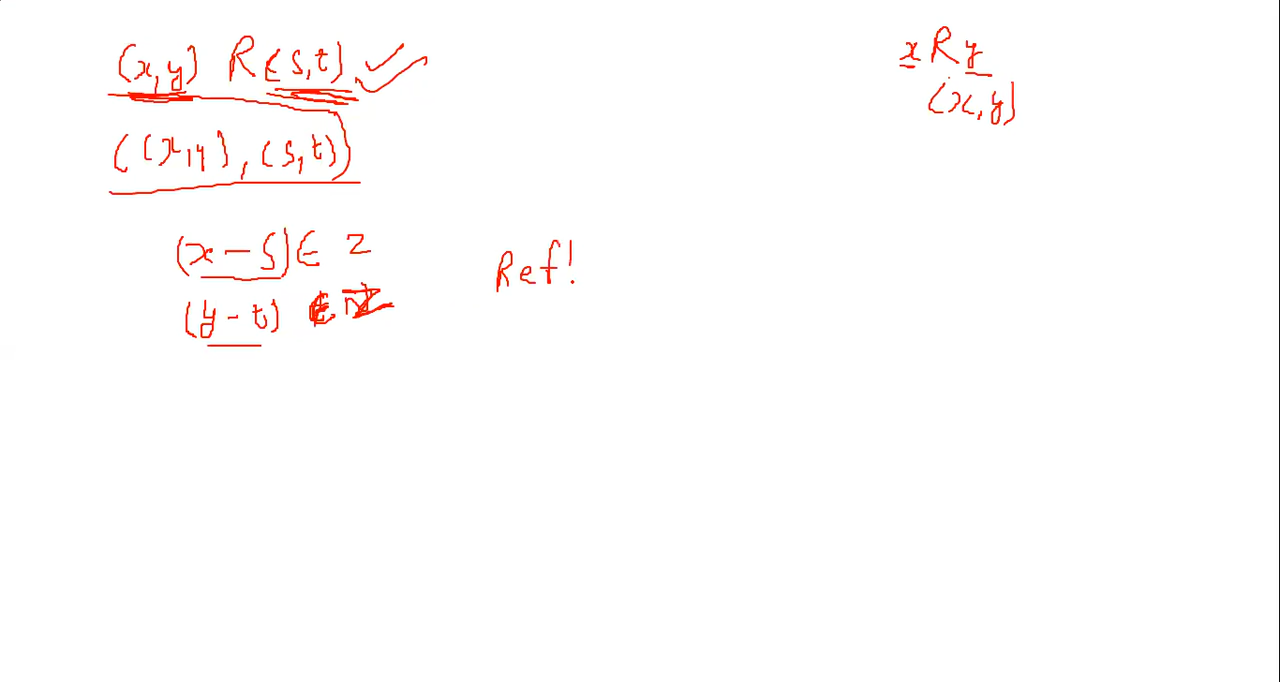 (x, y) R (s, t)
((x, y), (s, t))
(x - s) ∈ Z
(y - t)
Ref!
x R y
(x, y)